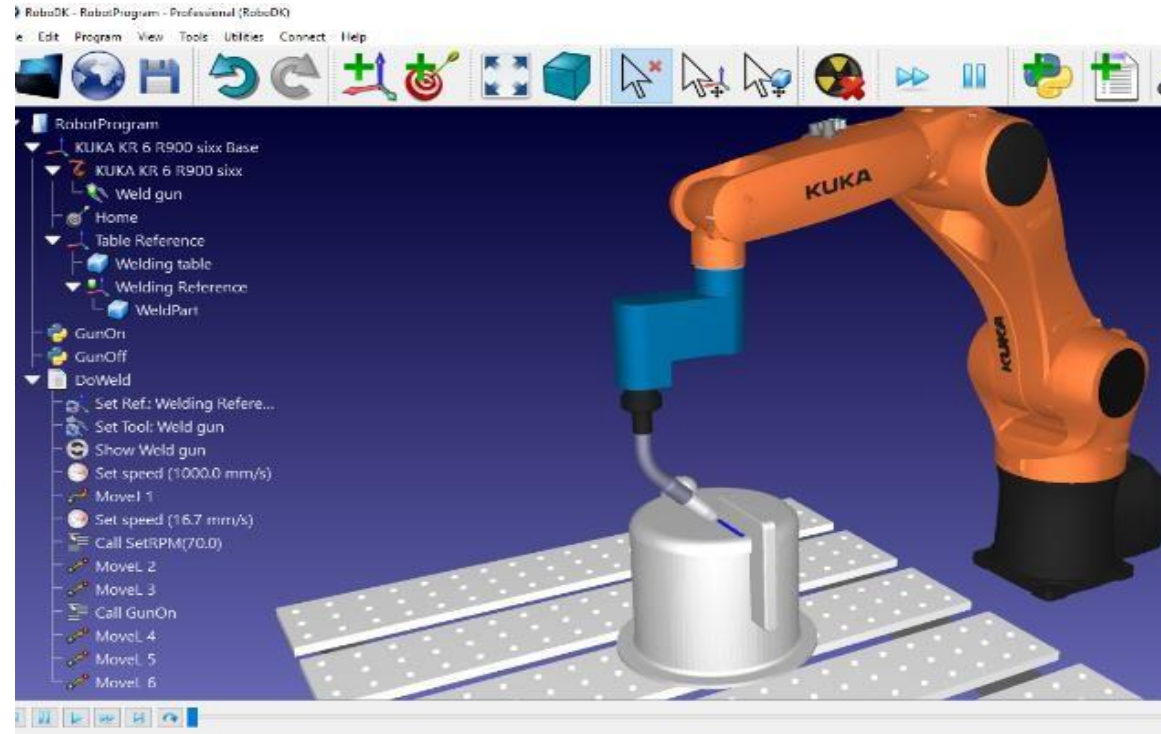 RoboDK - RobotProgram - Professional (RoboDK)
e Edit Program View Tools Utilities Connect Help
RobotProgram
KUKA KR 6 R900 sixx Base
KUKA KR 6 R900 sixx
Weld gun
Home
Table Reference
Welding table
Welding Reference
WeldPart
GunOn
GunOff
DoWeld
Set Ref.: Welding Refere...
Set Tool: Weld gun
Show Weld gun
Set speed (1000.0 mm/s)
MoveJ 1
Set speed (16.7 mm/s)
Call SetRPM(70.0)
MoveL 2
MoveL 3
Call GunOn
MoveL 4
MoveL 5
MoveL 6
KUKA
KUKA